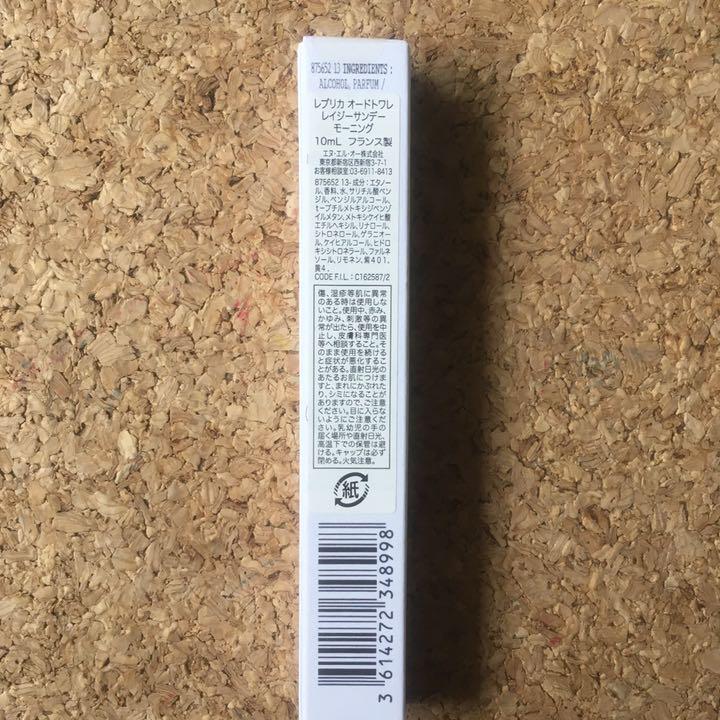 875652 13 INGREDIENTS :
ALCOHOL, PARFUM /
レプリカ オードトワレ
レイジーサンデー
モーニング
10mL フランス製
エヌ・エル・オー株式会社
東京都新宿区西新宿3-7-1
お客様相談室:03-6911-8413
875652 13-成分:エタノー
ル,香料,水,サリチル酸ベン
ジル,ベンジルアルコール,
t-ブチルメトキシジベンゾ
イルメタン,メトキシケイヒ酸
エチルヘキシル,リナロール,
シトロネロール,ゲラニオー
ル,ケイヒアルコール,ヒドロ
キシシトロネラール,ファルネ
ソール,リモネン,紫401,
黄4.
CODE F.I.L. : C162587/2
傷、湿疹等肌に異常
のある時は使用しな
いこと。使用中、赤み、
かゆみ、刺激等の異
常が出たら、使用を中
止し、皮膚科専門医
等へ相談すること。そ
のまま使用を続ける
と症状が悪化するこ
とがある。直射日光の
あたるお肌につけま
すと、まれにかぶれた
り、シミになることが
ありますので、ご注意
ください。目に入らな
いようにご注意くだ
さい。乳幼児の手の
届く場所や直射日光、
高温下での保管は避
ける。キャップは必ず
閉める。火気注意。
紙
3 614272 348998